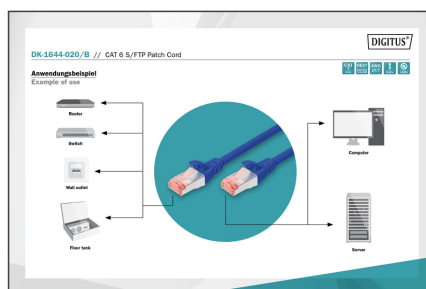 DIGITUS®
DK-1644-020/B // CAT 6 S/FTP Patch Cord
Anwendungsbeispiel
Example of use
Router
Switch
Wall outlet
Floor tank
Computer
Server